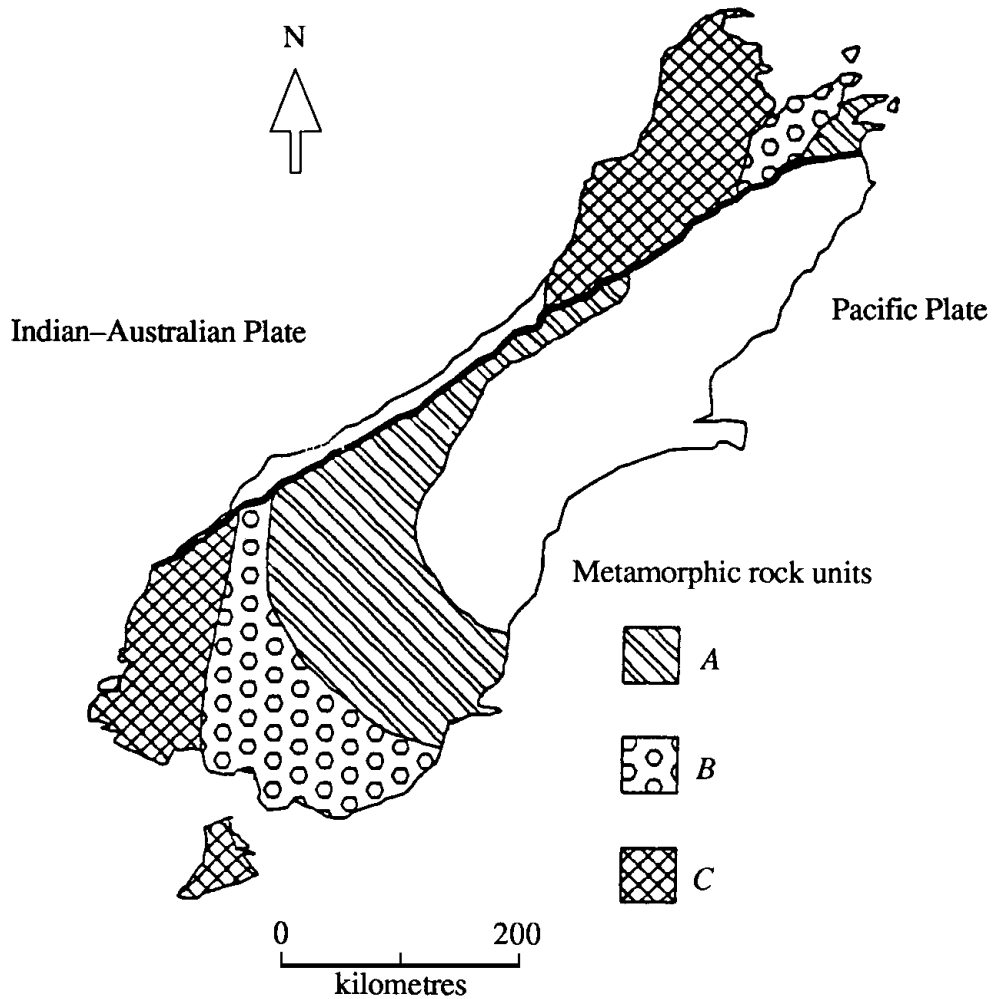 N
Indian–Australian Plate
Pacific Plate
Metamorphic rock units
A
B
C
0 200
kilometres